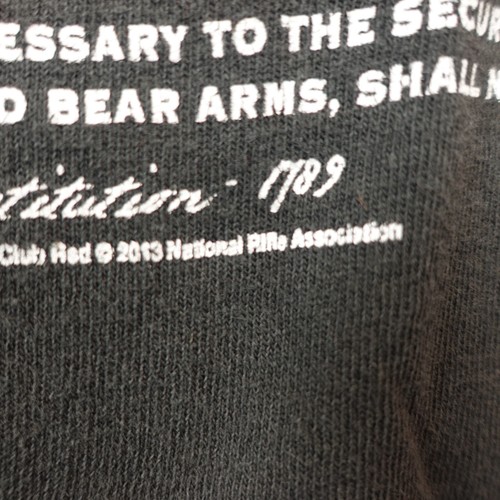 ESSARY TO THE SECUR
D BEAR ARMS, SHALL N
titution - 1789
Club Red © 2013 National Rifle Association